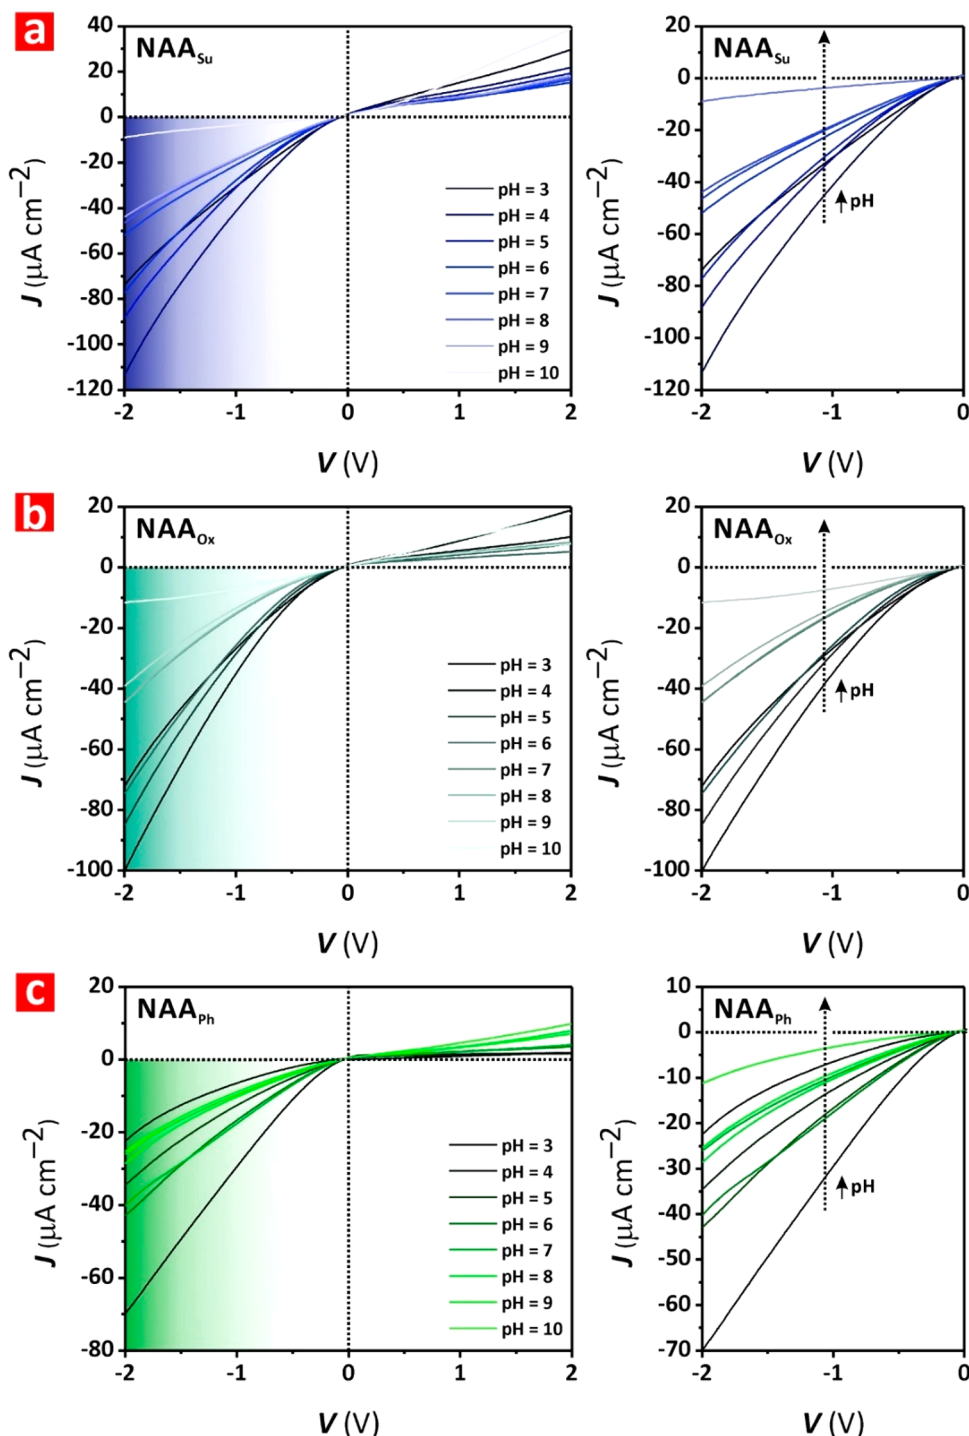 a
NAA_Su
J (μA cm−2)
40
20
0
-20
-40
-60
-80
-100
-120
pH = 3
pH = 4
pH = 5
pH = 6
pH = 7
pH = 8
pH = 9
pH = 10
-2 -1 0 1 2
V (V)
NAA_Su
J (μA cm−2)
20
0
-20
-40
-60
-80
-100
-120
pH
-2 -1 0
V (V)
b
NAA_Ox
J (μA cm−2)
20
0
-20
-40
-60
-80
-100
pH = 3
pH = 4
pH = 5
pH = 6
pH = 7
pH = 8
pH = 9
pH = 10
-2 -1 0 1 2
V (V)
NAA_Ox
J (μA cm−2)
20
0
-20
-40
-60
-80
-100
pH
-2 -1 0
V (V)
c
NAA_Ph
J (μA cm−2)
20
0
-20
-40
-60
-80
pH = 3
pH = 4
pH = 5
pH = 6
pH = 7
pH = 8
pH = 9
pH = 10
-2 -1 0 1 2
V (V)
NAA_Ph
J (μA cm−2)
10
0
-10
-20
-30
-40
-50
-60
-70
pH
-2 -1 0
V (V)